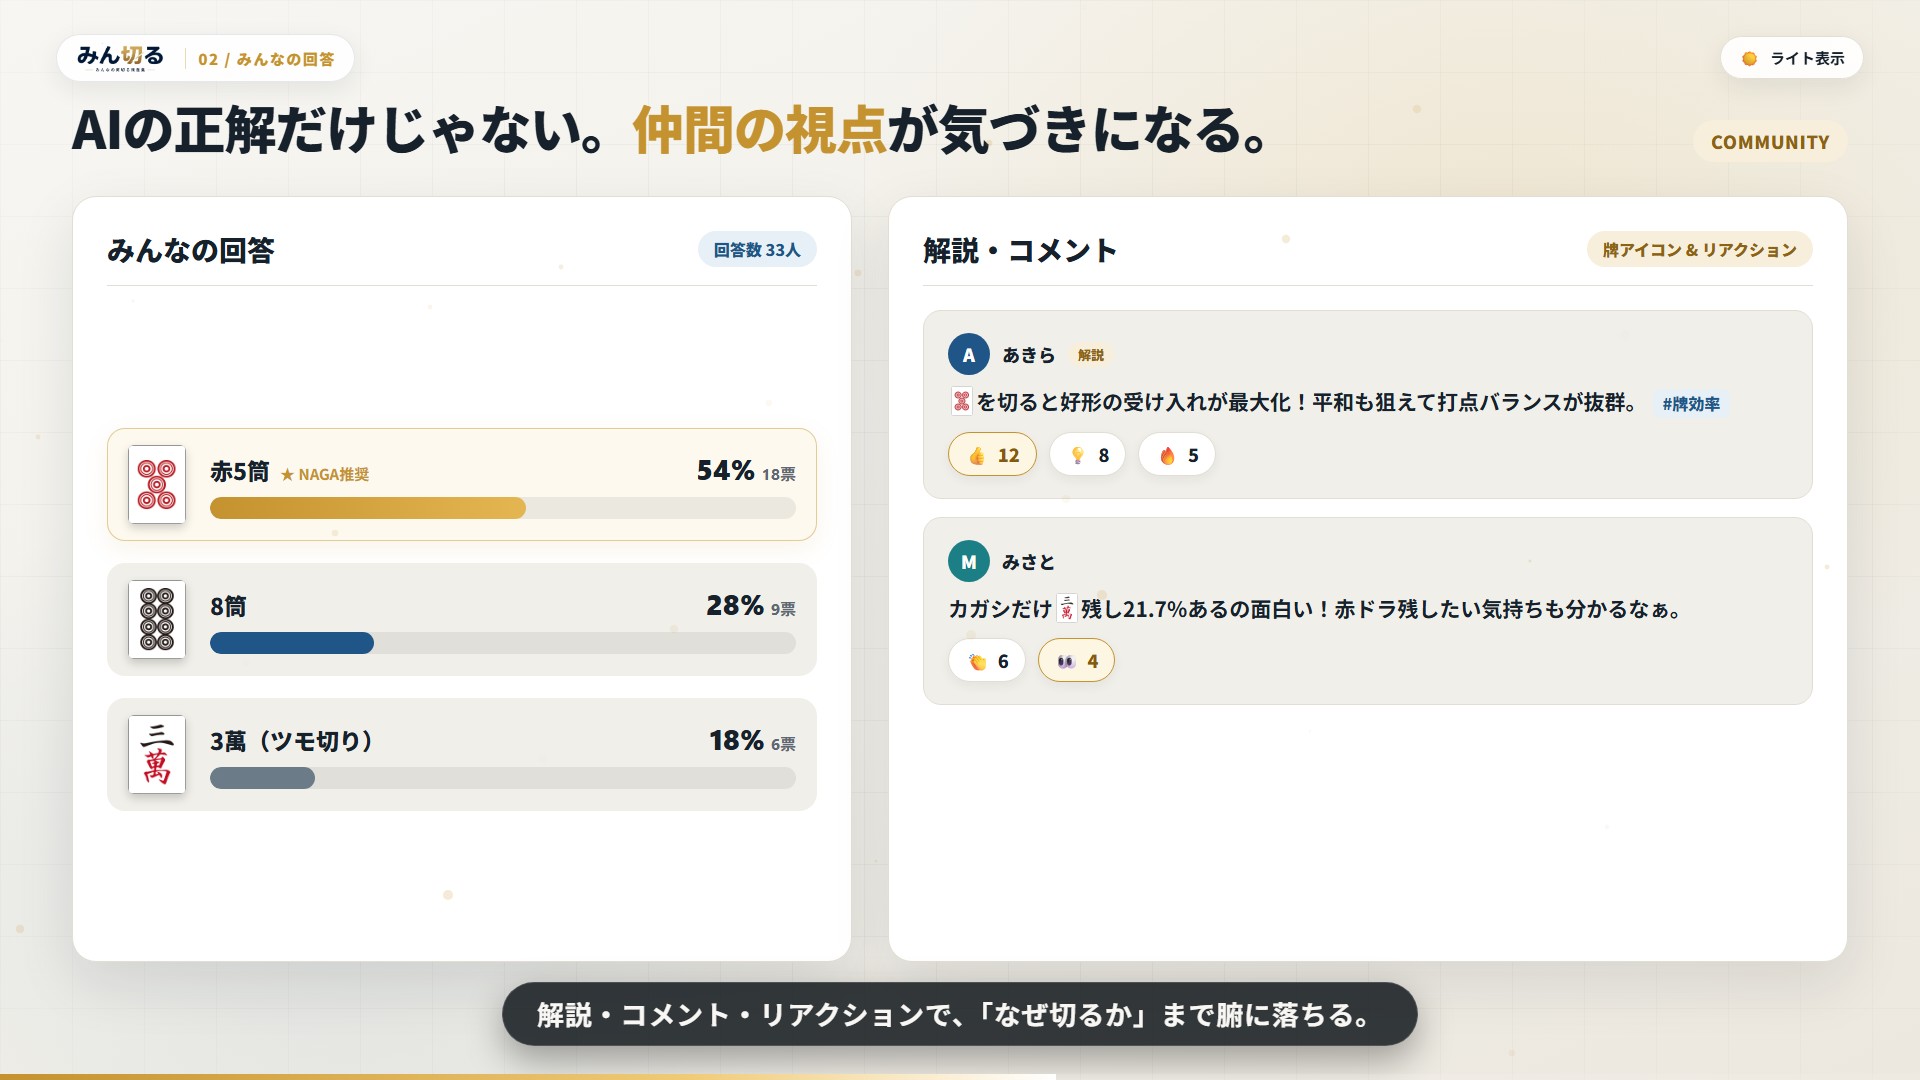 みん切る
02 / みんなの回答
ライト表示
AIの正解だけじゃない。仲間の視点が気づきになる。
COMMUNITY
みんなの回答
回答数 33人
赤5筒 ★ NAGA推奨 54% 18票
8筒 28% 9票
三萬
3萬（ツモ切り） 18% 6票
解説・コメント
牌アイコン & リアクション
A あきら 解説
を切ると好形の受け入れが最大化！平和も狙えて打点バランスが抜群。 #牌効率
12 8 5
M みさと
カガシだけ三萬残し21.7%あるの面白い！赤ドラ残したい気持ちも分かるなぁ。
6 4
解説・コメント・リアクションで、「なぜ切るか」まで腑に落ちる。